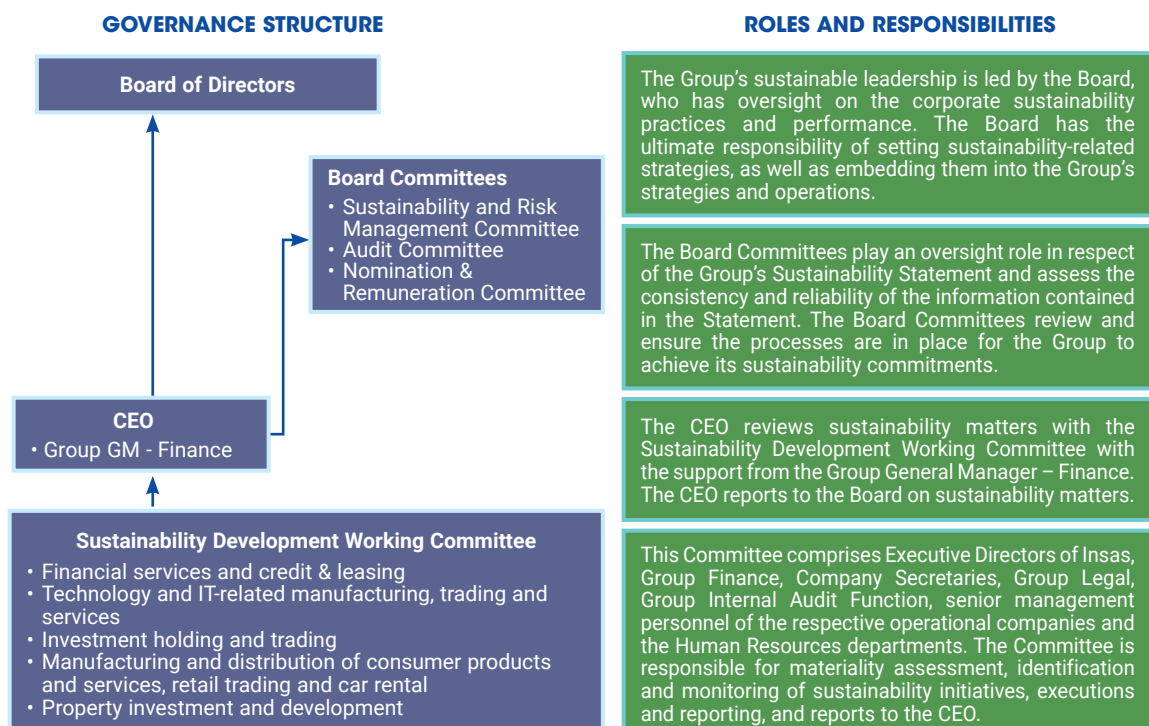 GOVERNANCE STRUCTURE
Board of Directors
Board Committees
• Sustainability and Risk
Management Committee
• Audit Committee
• Nomination &
Remuneration Committee
CEO
• Group GM - Finance
Sustainability Development Working Committee
• Financial services and credit & leasing
• Technology and IT-related manufacturing, trading and
services
• Investment holding and trading
• Manufacturing and distribution of consumer products
and services, retail trading and car rental
• Property investment and development
ROLES AND RESPONSIBILITIES
The Group’s sustainable leadership is led by the Board,
who has oversight on the corporate sustainability
practices and performance. The Board has the
ultimate responsibility of setting sustainability-related
strategies, as well as embedding them into the Group’s
strategies and operations.
The Board Committees play an oversight role in respect
of the Group’s Sustainability Statement and assess the
consistency and reliability of the information contained
in the Statement. The Board Committees review and
ensure the processes are in place for the Group to
achieve its sustainability commitments.
The CEO reviews sustainability matters with the
Sustainability Development Working Committee with
the support from the Group General Manager – Finance.
The CEO reports to the Board on sustainability matters.
This Committee comprises Executive Directors of Insas,
Group Finance, Company Secretaries, Group Legal,
Group Internal Audit Function, senior management
personnel of the respective operational companies and
the Human Resources departments. The Committee is
responsible for materiality assessment, identification
and monitoring of sustainability initiatives, executions
and reporting, and reports to the CEO.